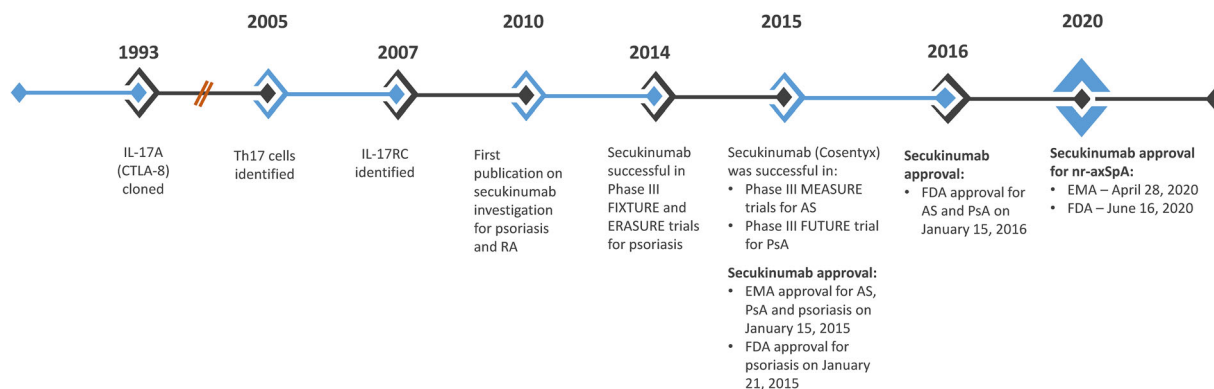 1993
IL-17A
(CTLA-8)
cloned
2005
Th17 cells
identified
2007
IL-17RC
identified
2010
First
publication on
secukinumab
investigation
for psoriasis
and RA
2014
Secukinumab
successful in
Phase III
FIXTURE and
ERASURE trials
for psoriasis
2015
Secukinumab (Cosentyx)
was successful in:
• Phase III MEASURE
trials for AS
• Phase III FUTURE trial
for PsA
Secukinumab approval:
• EMA approval for AS,
PsA and psoriasis on
January 15, 2015
• FDA approval for
psoriasis on January
21, 2015
2016
Secukinumab
approval:
• FDA approval for
AS and PsA on
January 15, 2016
2020
Secukinumab approval
for nr-axSpA:
• EMA – April 28, 2020
• FDA – June 16, 2020